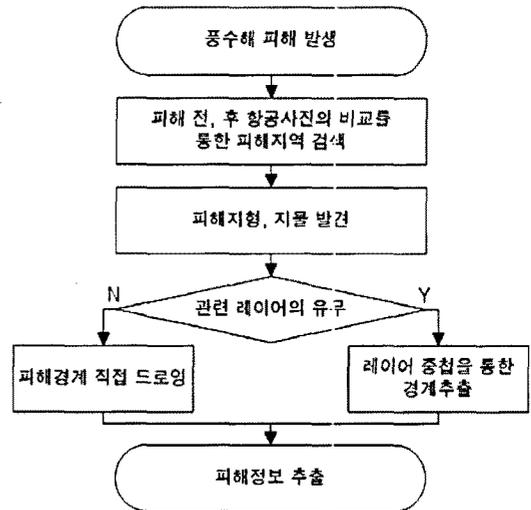 풍수해 피해 발생
피해 전, 후 항공사진의 비교를
통한 피해지역 검색
피해지형, 지물 발견
관련 레이어의 유무
N
Y
피해경계 직접 드로잉
레이어 중첩을 통한
경계추출
피해정보 추출